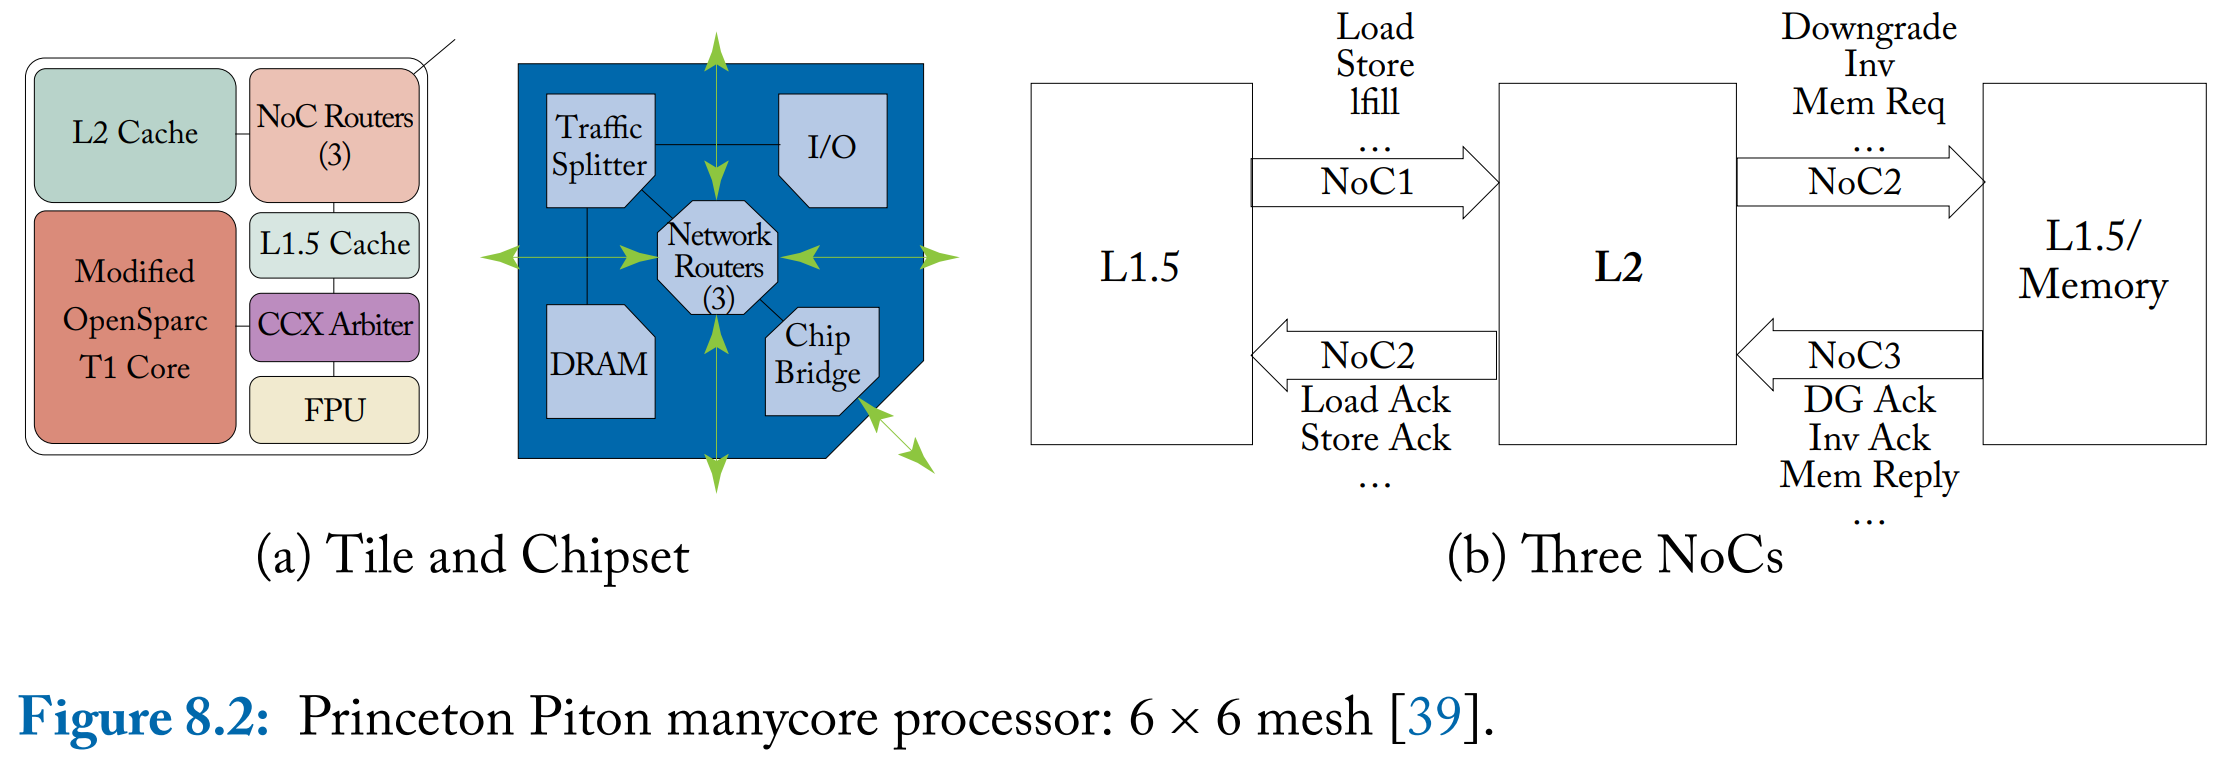 L2 Cache
NoC Routers
(3)
Modified
OpenSparc
T1 Core
L1.5 Cache
CCX Arbiter
FPU
Traffic
Splitter
I/O
Network
Routers
(3)
DRAM
Chip
Bridge
(a) Tile and Chipset
Load
Store
lfill
...
NoC1
Downgrade
Inv
Mem Req
...
NoC2
L1.5
L2
L1.5/
Memory
NoC2
Load Ack
Store Ack
...
NoC3
DG Ack
Inv Ack
Mem Reply
...
(b) Three NoCs
Figure 8.2: Princeton Piton manycore processor: 6 × 6 mesh [39].